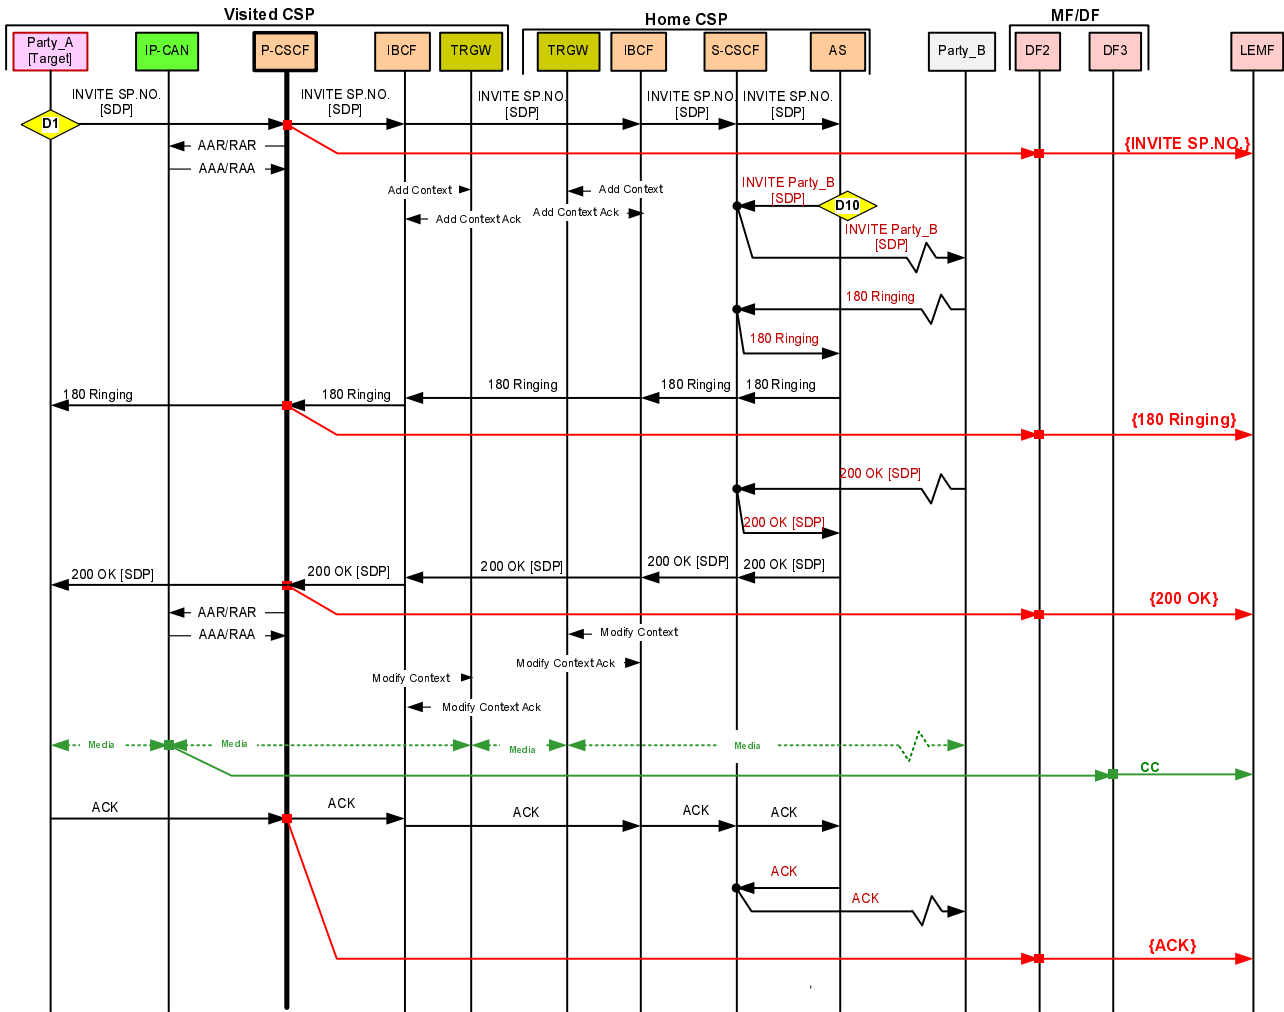 Visited CSP
Home CSP
MF/DF
Party_A
[Target]
IP-CAN
P-CSCF
IBCF
TRGW
TRGW
IBCF
S-CSCF
AS
Party_B
DF2
DF3
LEMF
INVITE SP.NO.
[SDP]
INVITE SP.NO.
[SDP]
INVITE SP.NO.
[SDP]
INVITE SP.NO.
[SDP]
INVITE SP.NO.
[SDP]
D1
{INVITE SP.NO.}
AAR/RAR
AAA/RAA
Add Context
Add Context
INVITE Party_B
[SDP]
D10
Add Context Ack
Add Context Ack
INVITE Party_B
[SDP]
180 Ringing
180 Ringing
180 Ringing
180 Ringing
180 Ringing
180 Ringing
180 Ringing
{180 Ringing}
200 OK [SDP]
200 OK [SDP]
200 OK [SDP]
200 OK [SDP]
200 OK [SDP]
200 OK [SDP]
200 OK [SDP]
{200 OK}
AAR/RAR
AAA/RAA
Modify Context
Modify Context Ack
Modify Context
Modify Context Ack
Media
Media
Media
Media
CC
ACK
ACK
ACK
ACK
ACK
ACK
ACK
{ACK}